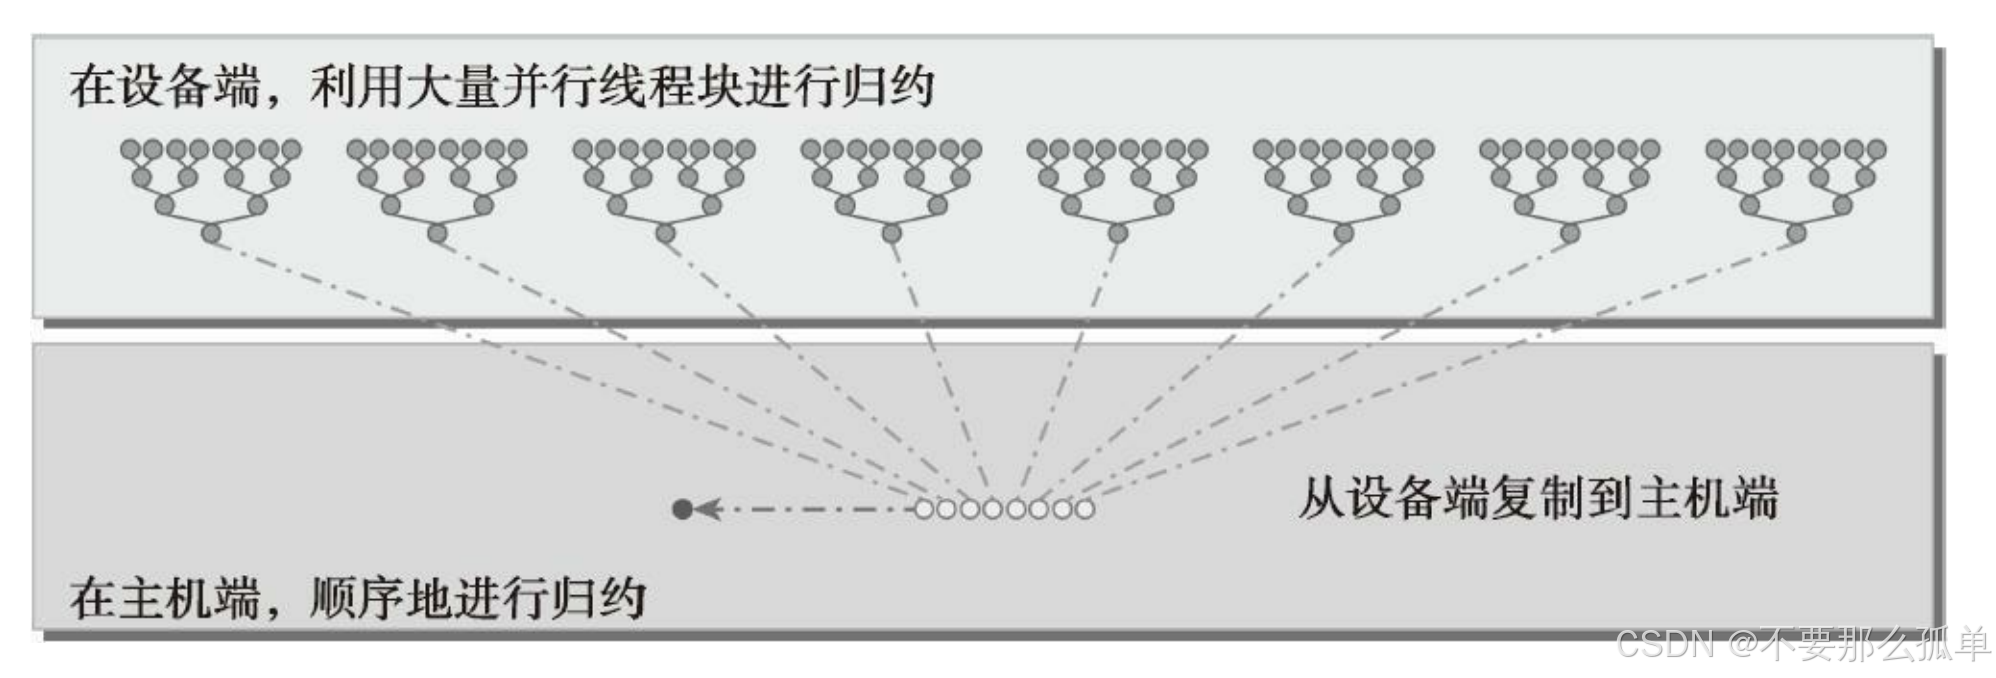 在设备端，利用大量并行线程块进行归约
从设备端复制到主机端
在主机端，顺序地进行归约
CSDN @不要那么孤单